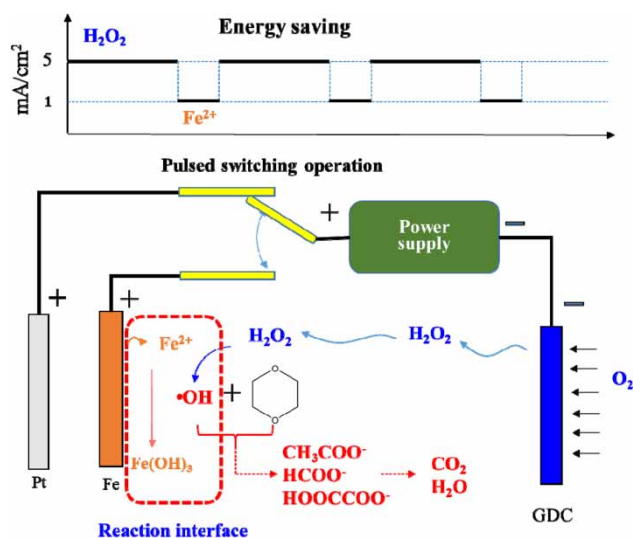 Energy saving
H₂O₂
5
mA/cm²
1
Fe²⁺
Pulsed switching operation
+
Power
supply
−
+
+
−
Fe²⁺
H₂O₂
H₂O₂
O₂
•OH
+
O
O
Fe(OH)₃
CH₃COO⁻
HCOO⁻
HOOCCOO⁻
CO₂
H₂O
Pt
Fe
GDC
Reaction interface